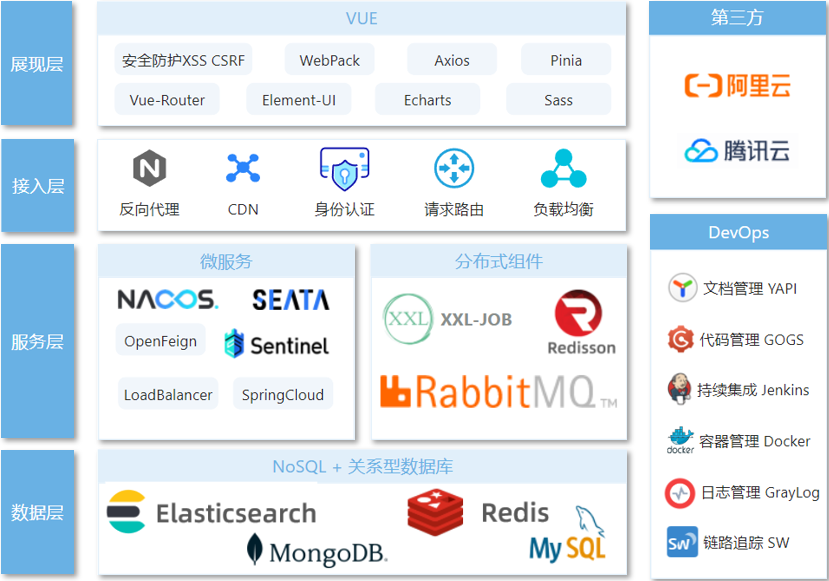 展现层
VUE
安全防护XSS CSRF
WebPack
Axios
Pinia
Vue-Router
Element-UI
Echarts
Sass
接入层
反向代理
CDN
身份认证
请求路由
负载均衡
服务层
微服务
NACOS.
SEATA
OpenFeign
Sentinel
LoadBalancer
SpringCloud
分布式组件
XXL
XXL-JOB
Redisson
RabbitMQ TM
数据层
NoSQL + 关系型数据库
Elasticsearch
Redis
MongoDB.
MySQL
第三方
阿里云
腾讯云
DevOps
文档管理 YAPI
代码管理 GOGS
持续集成 Jenkins
docker
容器管理 Docker
日志管理 GrayLog
SW
链路追踪 SW